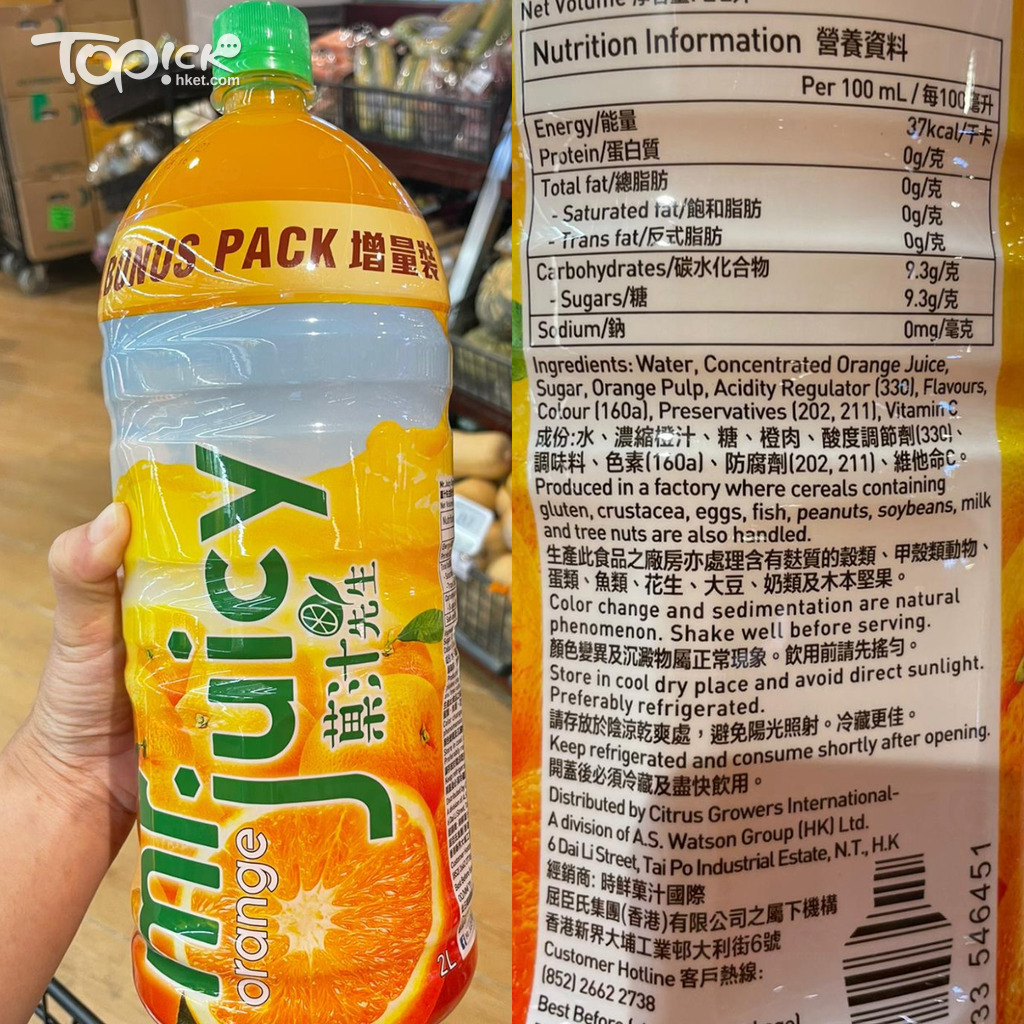 TOPICK
hket.com
BONUS PACK 增量裝
mr.juicy
菓汁先生
orange
2L
Nutrition Information 營養資料
Per 100 mL / 每100毫升
Energy/能量 37kcal/千卡
Protein/蛋白質 0g/克
Total fat/總脂肪 0g/克
- Saturated fat/飽和脂肪 0g/克
- Trans fat/反式脂肪 0g/克
Carbohydrates/碳水化合物 9.3g/克
- Sugars/糖 9.3g/克
Sodium/鈉 0mg/毫克
Ingredients: Water, Concentrated Orange Juice,
Sugar, Orange Pulp, Acidity Regulator (330), Flavours,
Colour (160a), Preservatives (202, 211), Vitamin C
成份:水、濃縮橙汁、糖、橙肉、酸度調節劑(330)、
調味料、色素(160a)、防腐劑(202, 211)、維他命C。
Produced in a factory where cereals containing
gluten, crustacea, eggs, fish, peanuts, soybeans, milk
and tree nuts are also handled.
生產此食品之廠房亦處理含有麩質的穀類、甲殼類動物、
蛋類、魚類、花生、大豆、奶類及木本堅果。
Color change and sedimentation are natural
phenomenon. Shake well before serving.
顏色變異及沉澱物屬正常現象。飲用前請先搖勻。
Store in cool dry place and avoid direct sunlight.
Preferably refrigerated.
請存放於陰涼乾爽處，避免陽光照射。冷藏更佳。
Keep refrigerated and consume shortly after opening.
開蓋後必須冷藏及盡快飲用。
Distributed by Citrus Growers International-
A division of A.S. Watson Group (HK) Ltd.
6 Dai Li Street, Tai Po Industrial Estate, N.T., H.K
經銷商: 時鮮菓汁國際
屈臣氏集團(香港)有限公司之屬下機構
香港新界大埔工業邨大利街6號
Customer Hotline 客戶熱線:
(852) 2662 2738
Best Before
33 546451